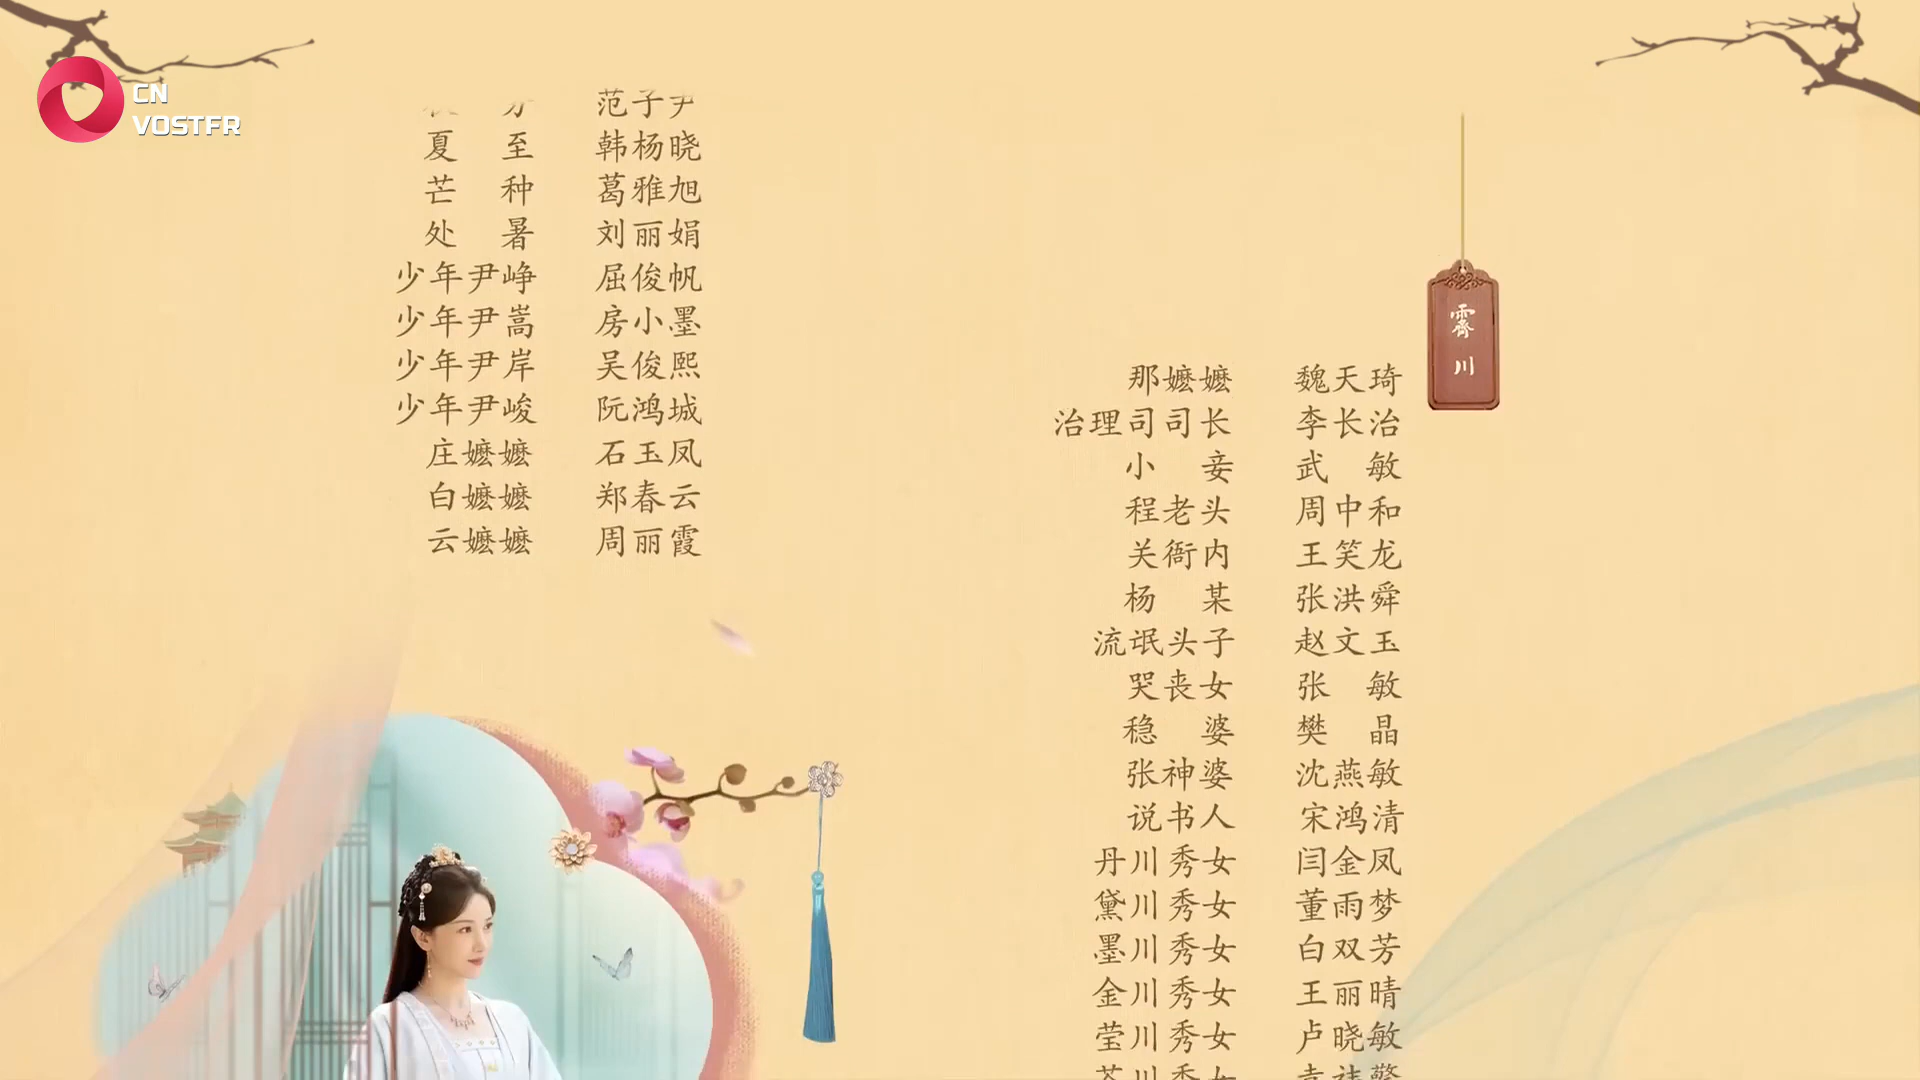 CN
VOSTFR
范子尹
夏 至 韩杨晓
芒 种 葛雅旭
处 暑 刘丽娟
少年尹峥 屈俊帆
少年尹嵩 房小墨
少年尹岸 吴俊熙
少年尹峻 阮鸿城
庄嬷嬷 石玉凤
白嬷嬷 郑春云
云嬷嬷 周丽霞
霽川
那嬷嬷 魏天琦
治理司司长 李长治
小 妾 武 敏
程老头 周中和
关衙内 王笑龙
杨 某 张洪舜
流氓头子 赵文玉
哭丧女 张 敏
稳 婆 樊 晶
张神婆 沈燕敏
说书人 宋鸿清
丹川秀女 闫金凤
黛川秀女 董雨梦
墨川秀女 白双芳
金川秀女 王丽晴
莹川秀女 卢晓敏
川秀女